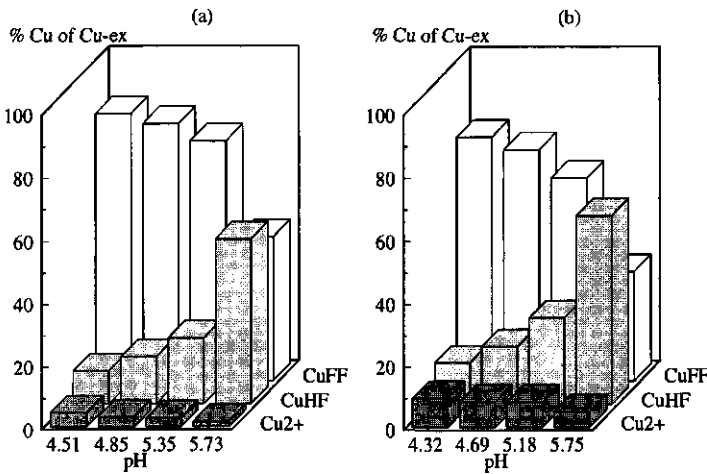 (a)
% Cu of Cu-ex
100
80
60
40
20
0
4.51 4.85 5.35 5.73
pH
CuFF
CuHF
Cu2+
(b)
% Cu of Cu-ex
100
80
60
40
20
0
4.32 4.69 5.18 5.75
pH
CuFF
CuHF
Cu2+